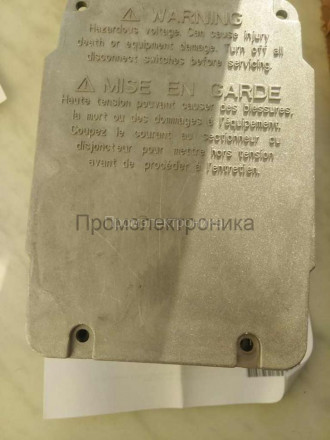 ⚠ WARNING
Hazardous voltage. Can cause injury
death or equipment damage. Turn off all
disconnect switches before servicing.
⚠ MISE EN GARDE
Haute tension pouvant causer des blessures,
la mort ou des dommages à l'équipement.
Coupez le courant au sectionneur ou
disjoncteur pour mettre hors tension
avant de procéder à l'entretien.
Промэлектроника